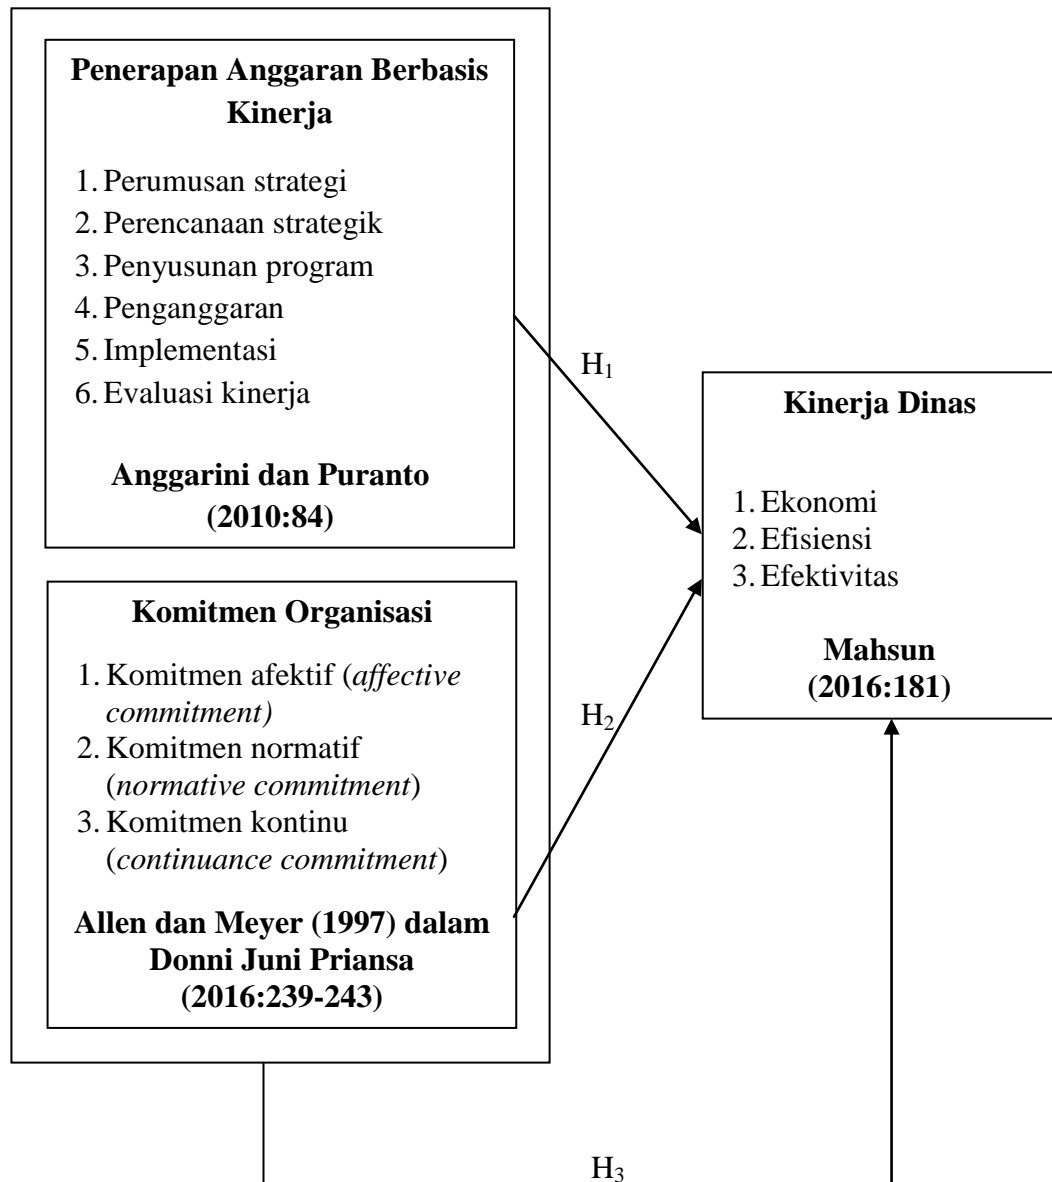 Penerapan Anggaran Berbasis
Kinerja
1. Perumusan strategi
2. Perencanaan strategik
3. Penyusunan program
4. Penganggaran
5. Implementasi
6. Evaluasi kinerja
Anggarini dan Puranto
(2010:84)
Komitmen Organisasi
1. Komitmen afektif (affective
commitment)
2. Komitmen normatif
(normative commitment)
3. Komitmen kontinu
(continuance commitment)
Allen dan Meyer (1997) dalam
Donni Juni Priansa
(2016:239-243)
H₁
H₂
Kinerja Dinas
1. Ekonomi
2. Efisiensi
3. Efektivitas
Mahsun
(2016:181)
H₃